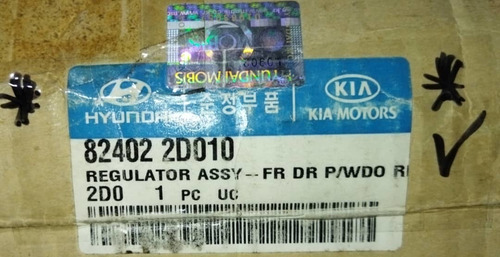 HYUNDAI MOBIS
HYUNDAI
순정부품
KIA
KIA MOTORS
82402 2D010
REGULATOR ASSY--FR DR P/WDO
2D0 1 PC UC